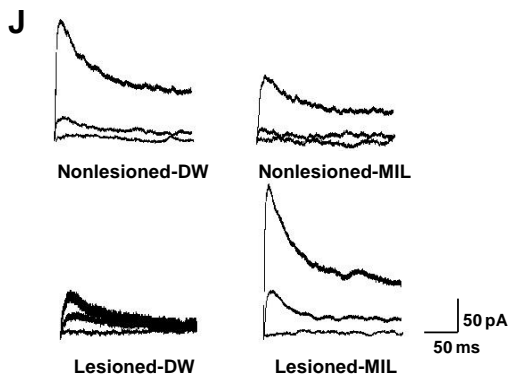 J
Nonlesioned-DW
Nonlesioned-MIL
Lesioned-DW
Lesioned-MIL
50 pA
50 ms